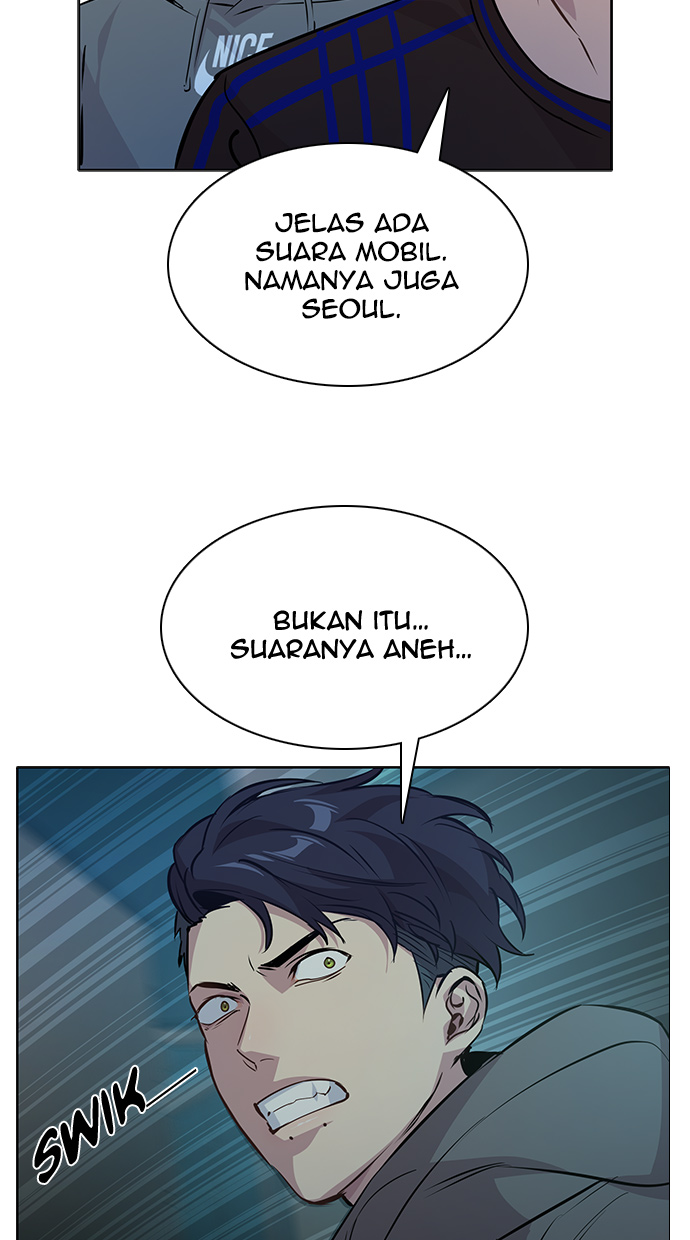 NICE
JELAS ADA
SUARA MOBIL.
NAMANYA JUGA
SEOUL.
BUKAN ITU...
SUARANYA ANEH...
SWIK